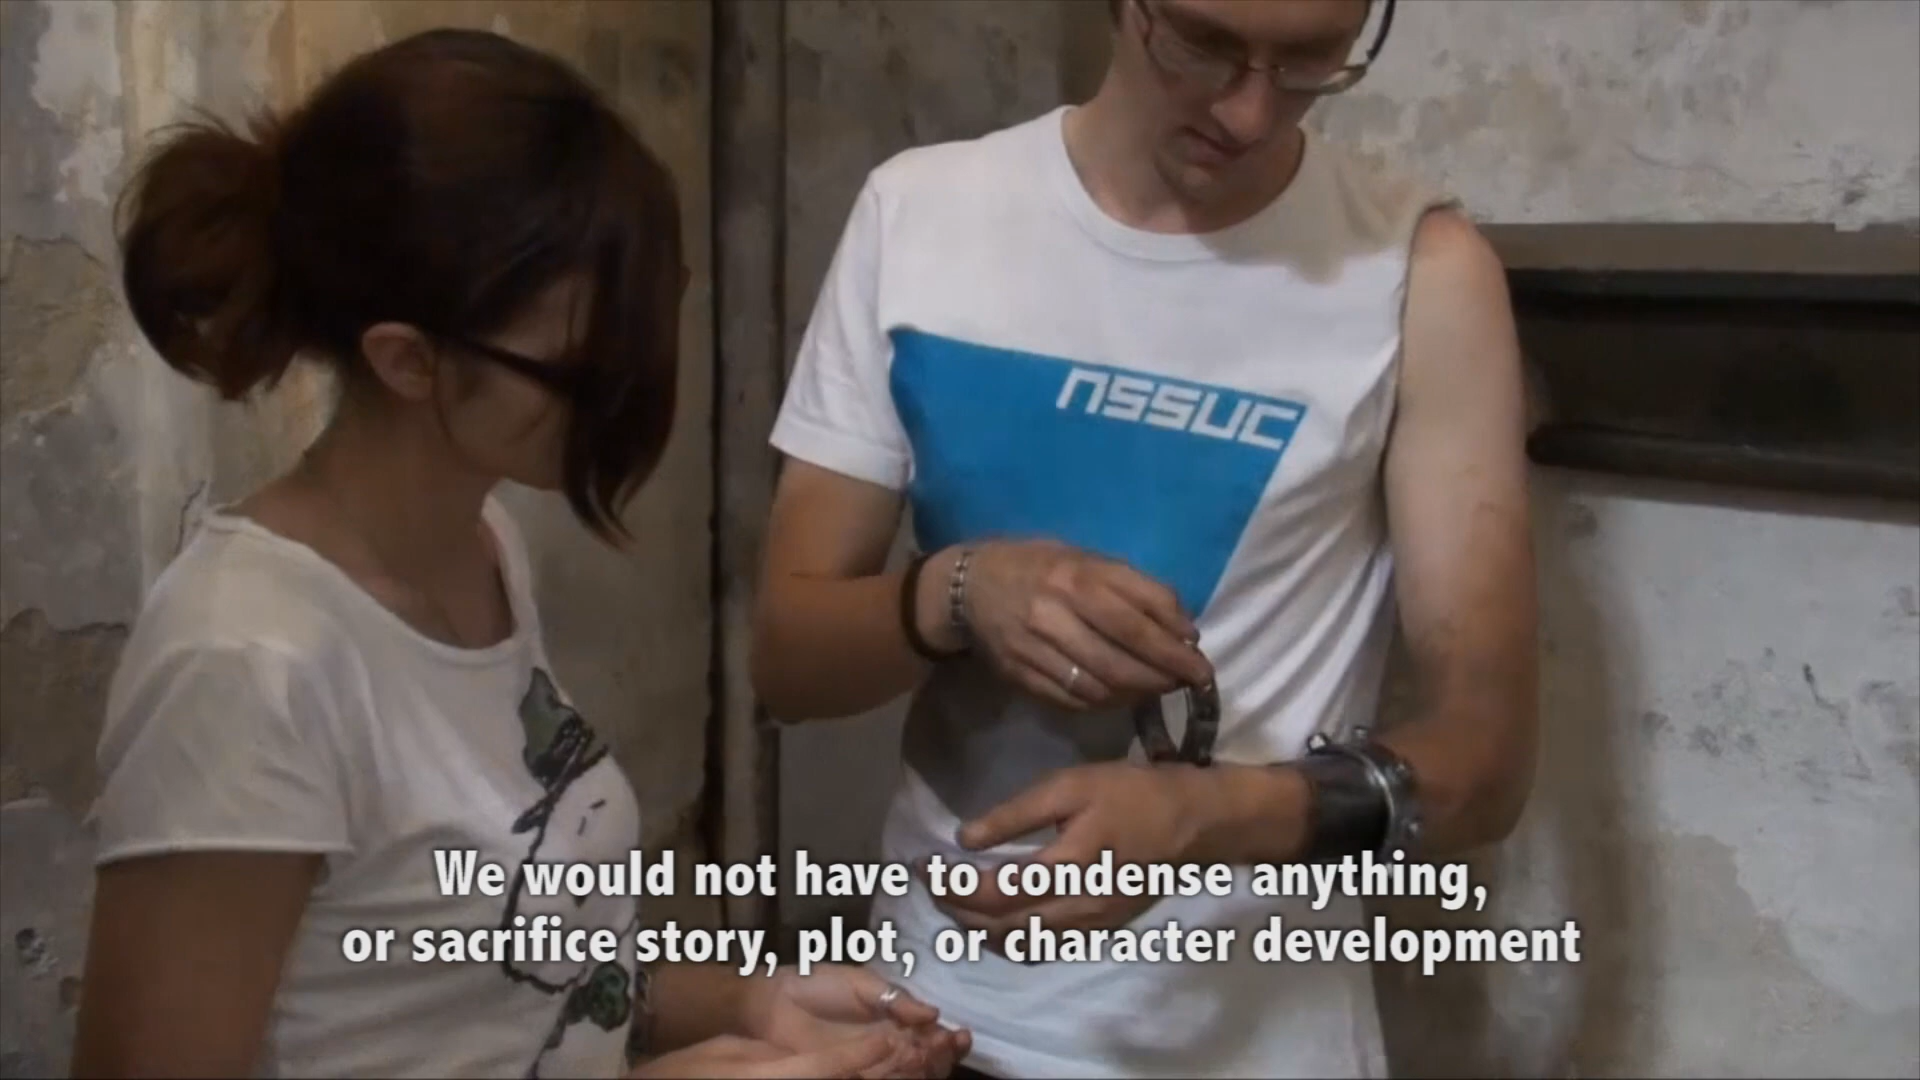 nssuc
We would not have to condense anything,
or sacrifice story, plot, or character development